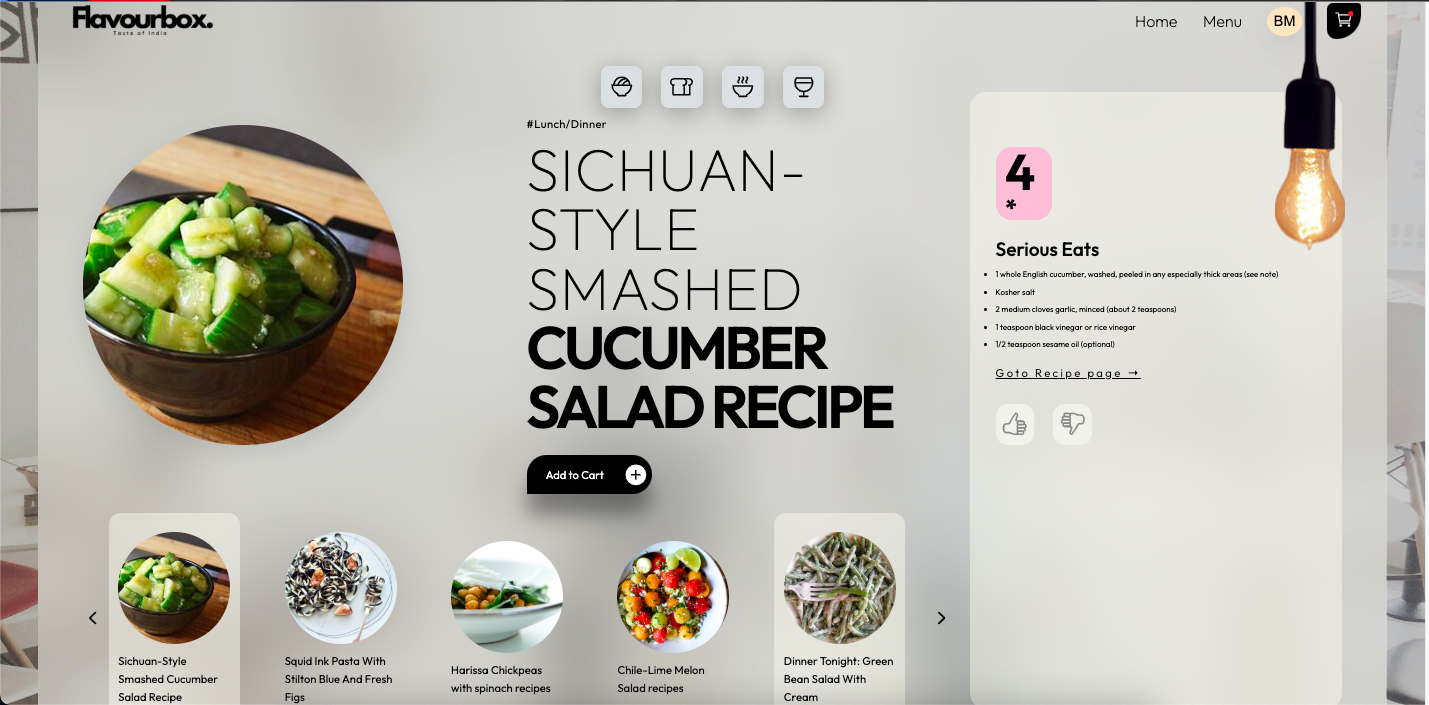 Flavourbox.
Taste of India
Home
Menu
BM
#Lunch/Dinner
SICHUAN-
STYLE
SMASHED
CUCUMBER
SALAD RECIPE
Add to Cart
4
*
Serious Eats
1 whole English cucumber, washed, peeled in any especially thick areas (see note)
Kosher salt
2 medium cloves garlic, minced (about 2 teaspoons)
1 teaspoon black vinegar or rice vinegar
1/2 teaspoon sesame oil (optional)
Goto Recipe page →
Sichuan-Style
Smashed Cucumber
Salad Recipe
Squid Ink Pasta With
Stilton Blue And Fresh
Figs
Harissa Chickpeas
with spinach recipes
Chile-Lime Melon
Salad recipes
Dinner Tonight: Green
Bean Salad With
Cream